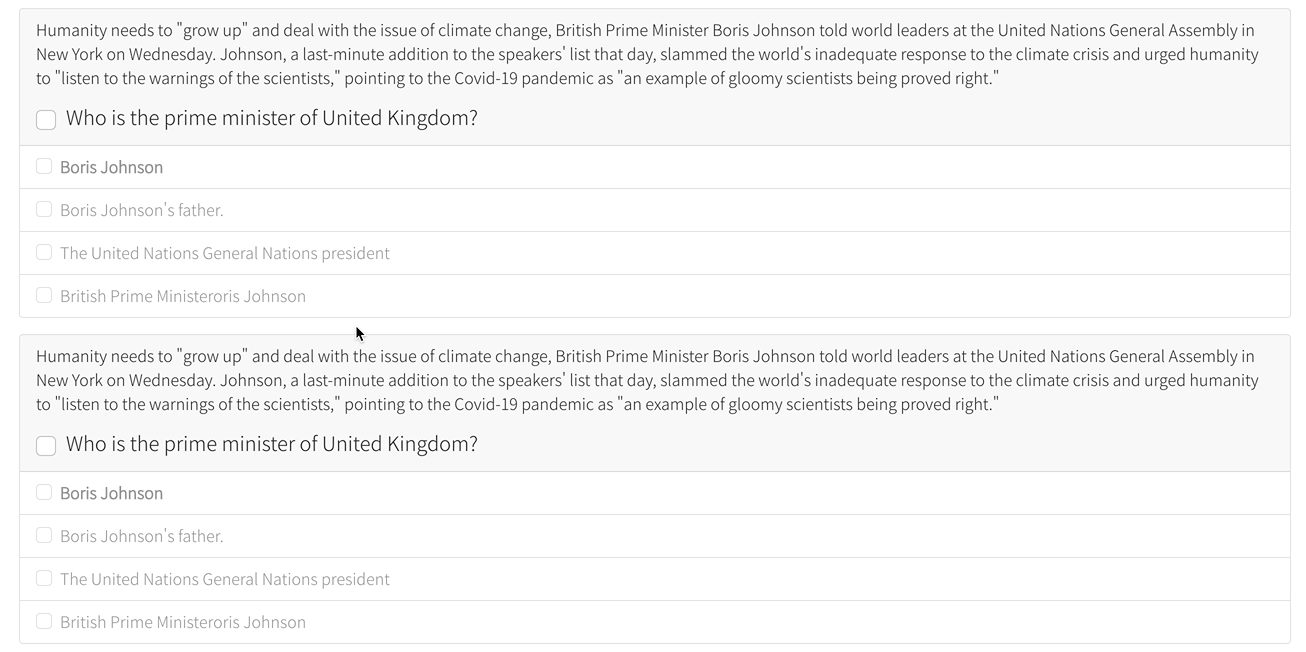 Humanity needs to "grow up" and deal with the issue of climate change, British Prime Minister Boris Johnson told world leaders at the United Nations General Assembly in
New York on Wednesday. Johnson, a last-minute addition to the speakers' list that day, slammed the world's inadequate response to the climate crisis and urged humanity
to "listen to the warnings of the scientists," pointing to the Covid-19 pandemic as "an example of gloomy scientists being proved right."
Who is the prime minister of United Kingdom?
Boris Johnson
Boris Johnson's father.
The United Nations General Nations president
British Prime Ministeroris Johnson
Humanity needs to "grow up" and deal with the issue of climate change, British Prime Minister Boris Johnson told world leaders at the United Nations General Assembly in
New York on Wednesday. Johnson, a last-minute addition to the speakers' list that day, slammed the world's inadequate response to the climate crisis and urged humanity
to "listen to the warnings of the scientists," pointing to the Covid-19 pandemic as "an example of gloomy scientists being proved right."
Who is the prime minister of United Kingdom?
Boris Johnson
Boris Johnson's father.
The United Nations General Nations president
British Prime Ministeroris Johnson